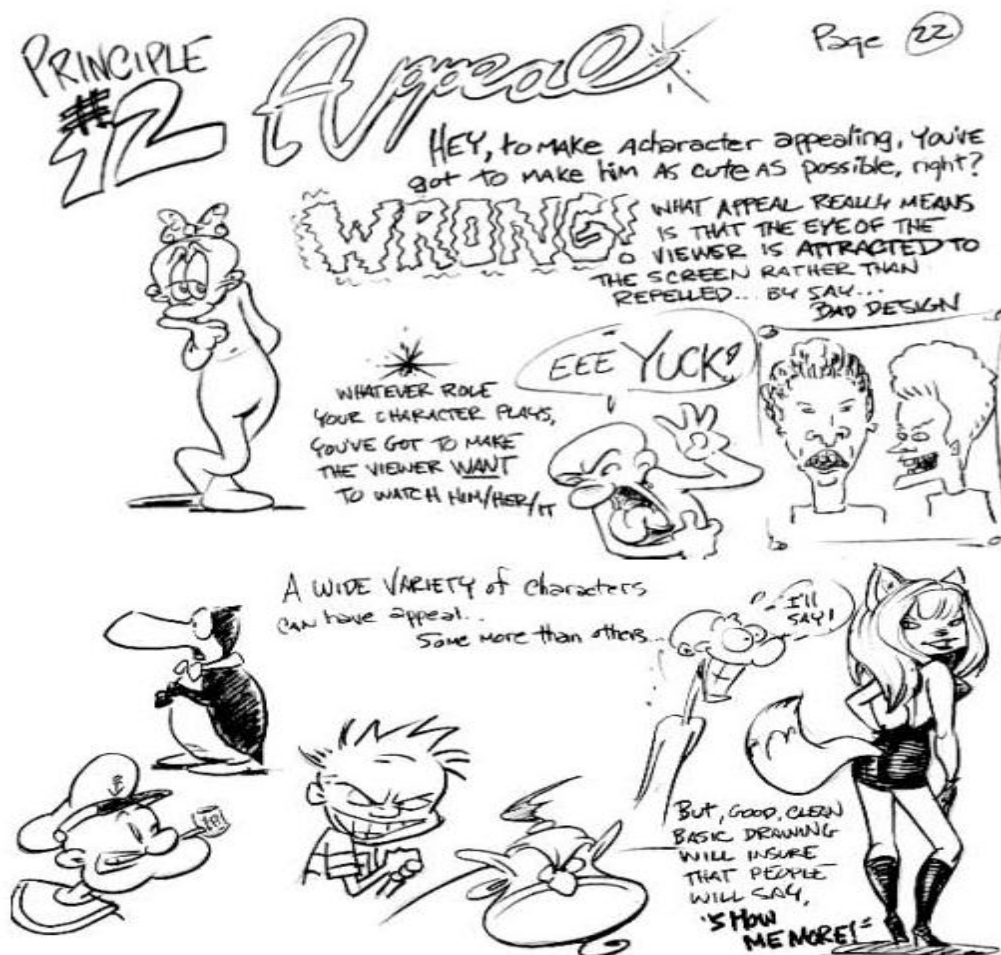 PRINCIPLE
#12
Appeal
Page 22
HEY, to MAKE A character appealing, you've
got to MAKE him AS cute AS possible, right?
WRONG!
WHAT APPEAL REALLY MEANS
IS THAT THE EYE OF THE
VIEWER IS ATTRACTED TO
THE SCREEN RATHER THAN
REPELLED... BY SAY...
BAD DESIGN
WHATEVER ROLE
YOUR CHARACTER PLAYS,
YOU'VE GOT TO MAKE
THE VIEWER WANT
TO WATCH HIM/HER/IT
EEE YUCK!
A WIDE VARIETY of characters
CAN have appeal...
Some more than others...
I'll
SAY!
BUT, GOOD, CLEAN
BASIC DRAWING
WILL INSURE
THAT PEOPLE
WILL SAY,
"SHOW
ME MORE!"